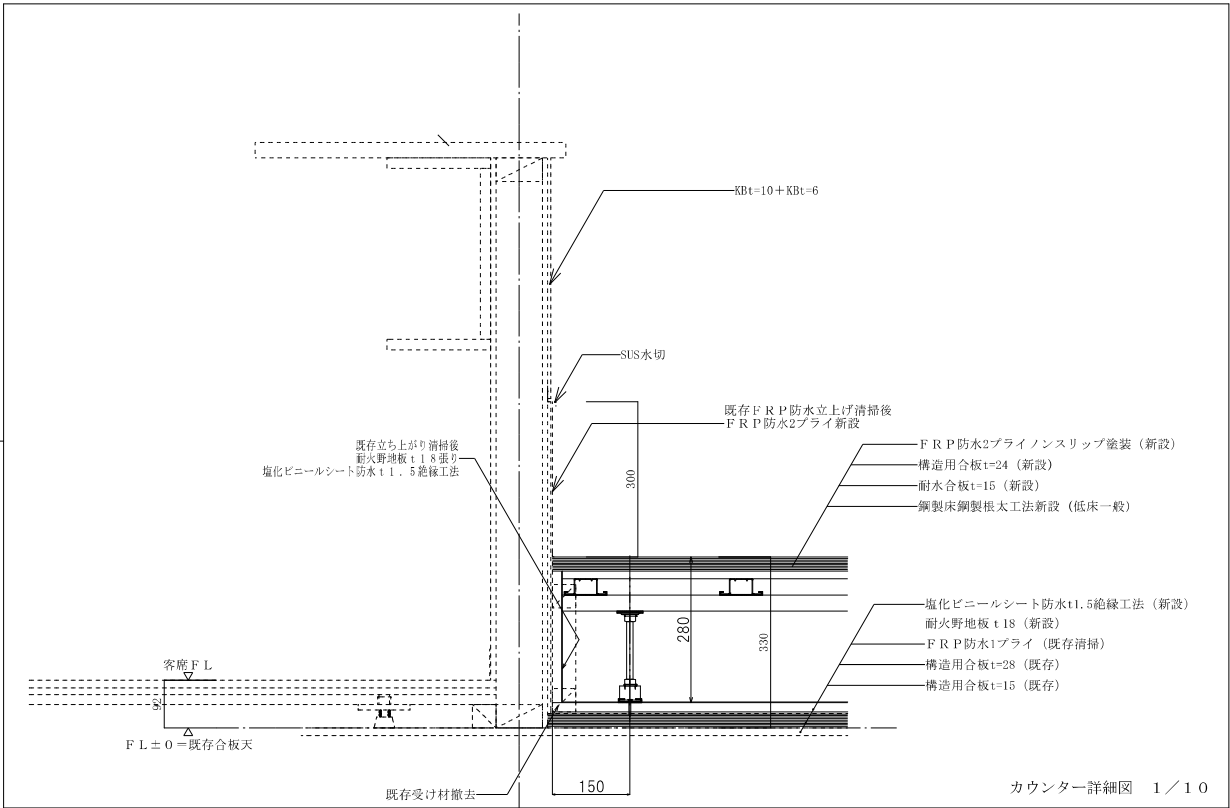 KBt=10＋KBt=6
SUS水切
既存ＦＲＰ防水立上げ清掃後
ＦＲＰ防水2プライ新設
既存立ち上がり清掃後
耐火野地板ｔ１８張り
塩化ビニールシート防水ｔ１．５絶縁工法
300
ＦＲＰ防水2プライノンスリップ塗装（新設）
構造用合板t=24（新設）
耐水合板t=15（新設）
鋼製床鋼製根太工法新設（低床一般）
280
330
塩化ビニールシート防水t1.5絶縁工法（新設）
耐火野地板ｔ18（新設）
ＦＲＰ防水1プライ（既存清掃）
構造用合板t=28（既存）
構造用合板t=15（既存）
客席ＦＬ
92
ＦＬ±０＝既存合板天
150
既存受け材撤去
カウンター詳細図　１／１０